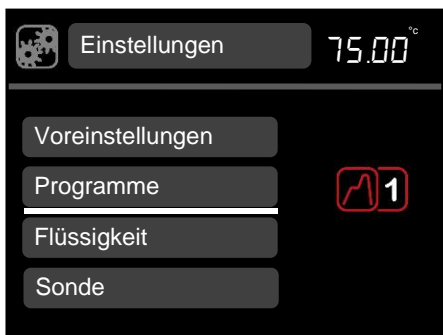 Einstellungen 75.00 °c
Voreinstellungen
Programme
1
Flüssigkeit
Sonde